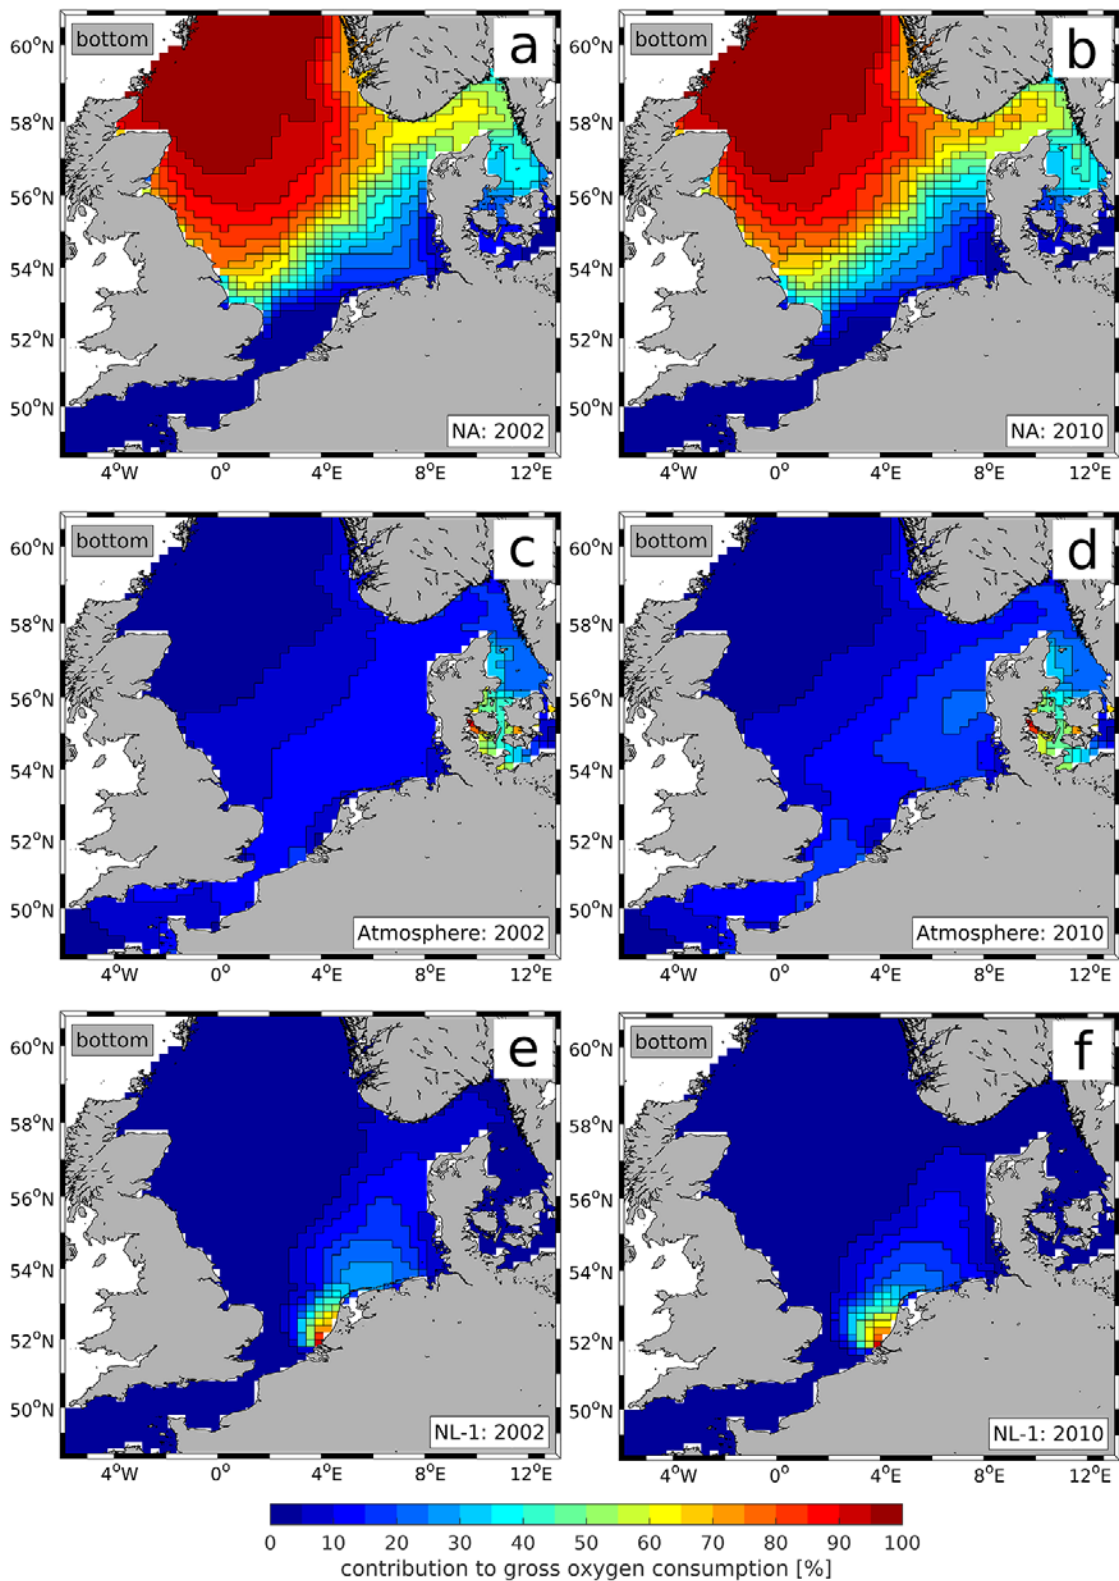 bottom
a
60°N
58°N
56°N
54°N
52°N
50°N
NA: 2002
4°W
0°
4°E
8°E
12°E
bottom
b
60°N
58°N
56°N
54°N
52°N
50°N
NA: 2010
4°W
0°
4°E
8°E
12°E
bottom
c
60°N
58°N
56°N
54°N
52°N
50°N
Atmosphere: 2002
4°W
0°
4°E
8°E
12°E
bottom
d
60°N
58°N
56°N
54°N
52°N
50°N
Atmosphere: 2010
4°W
0°
4°E
8°E
12°E
bottom
e
60°N
58°N
56°N
54°N
52°N
50°N
NL-1: 2002
4°W
0°
4°E
8°E
12°E
bottom
f
60°N
58°N
56°N
54°N
52°N
50°N
NL-1: 2010
4°W
0°
4°E
8°E
12°E
0 10 20 30 40 50 60 70 80 90 100
contribution to gross oxygen consumption [%]